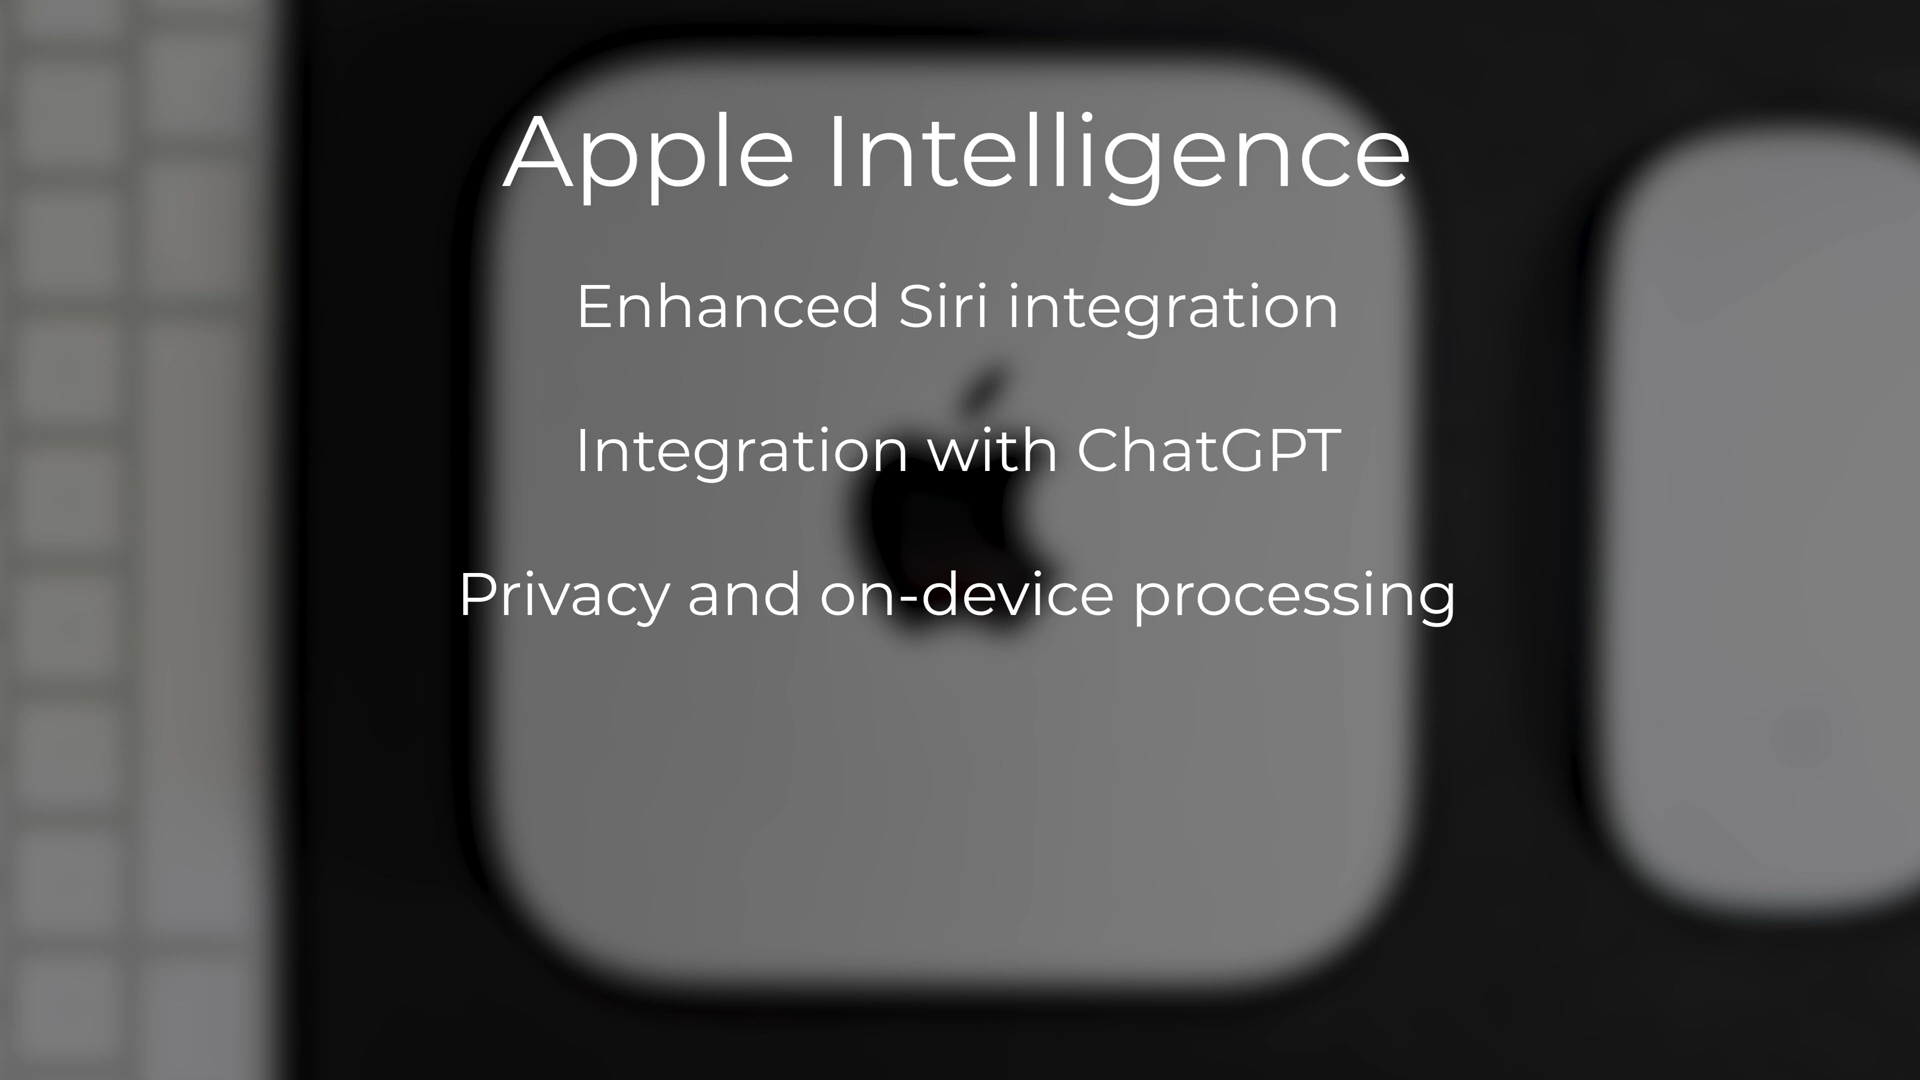 Apple Intelligence
Enhanced Siri integration
Integration with ChatGPT
Privacy and on-device processing